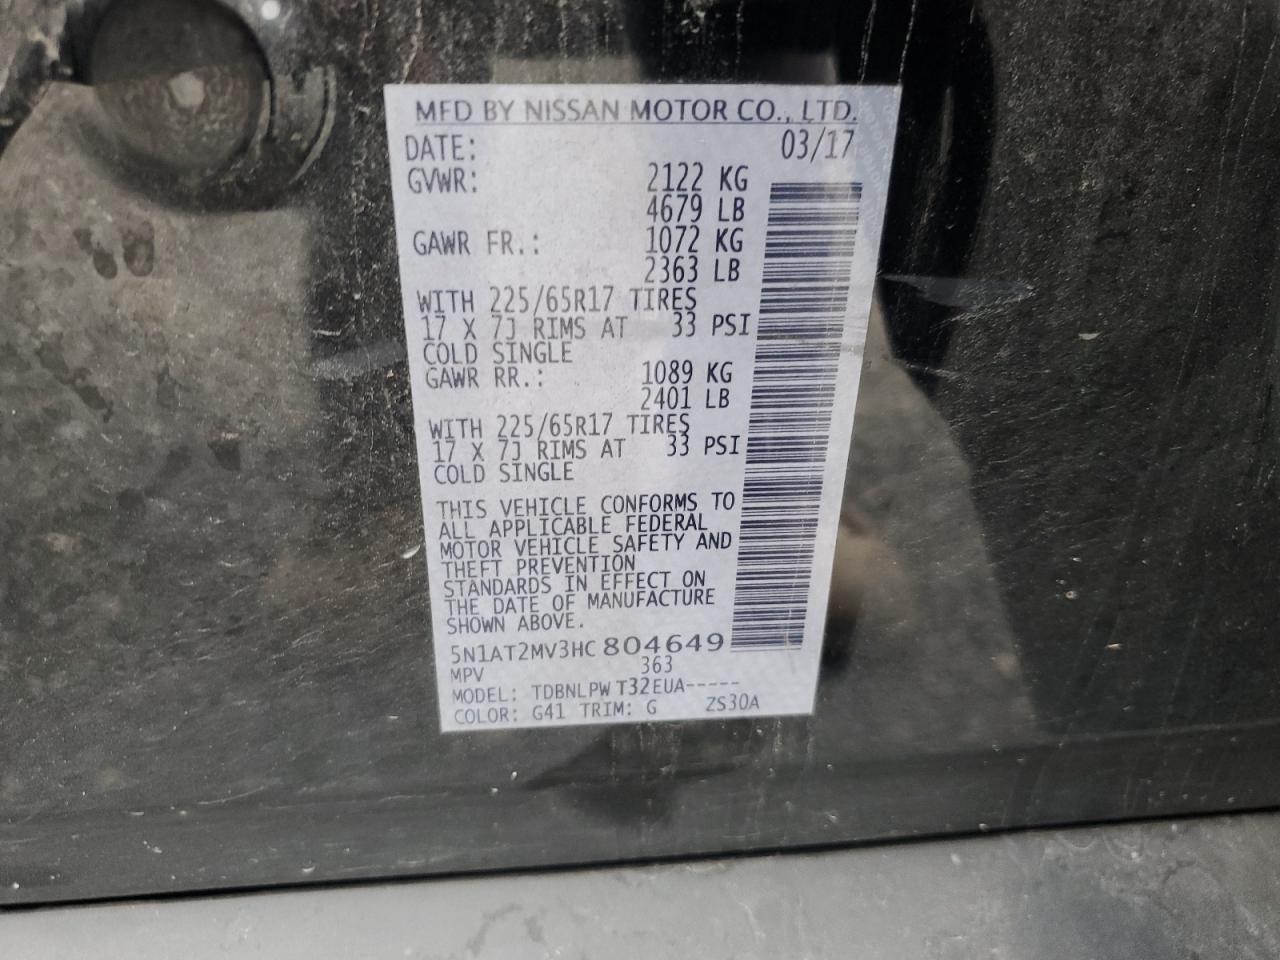 MFD BY NISSAN MOTOR CO., LTD.
DATE: 03/17
GVWR: 2122 KG
4679 LB
GAWR FR.: 1072 KG
2363 LB
WITH 225/65R17 TIRES
17 X 7J RIMS AT 33 PSI
COLD SINGLE
GAWR RR.: 1089 KG
2401 LB
WITH 225/65R17 TIRES
17 X 7J RIMS AT 33 PSI
COLD SINGLE
THIS VEHICLE CONFORMS TO
ALL APPLICABLE FEDERAL
MOTOR VEHICLE SAFETY AND
THEFT PREVENTION
STANDARDS IN EFFECT ON
THE DATE OF MANUFACTURE
SHOWN ABOVE.
5N1AT2MV3HC 804649
MPV 363
MODEL: TDBNLPW T32EUA-----
COLOR: G41 TRIM: G ZS30A